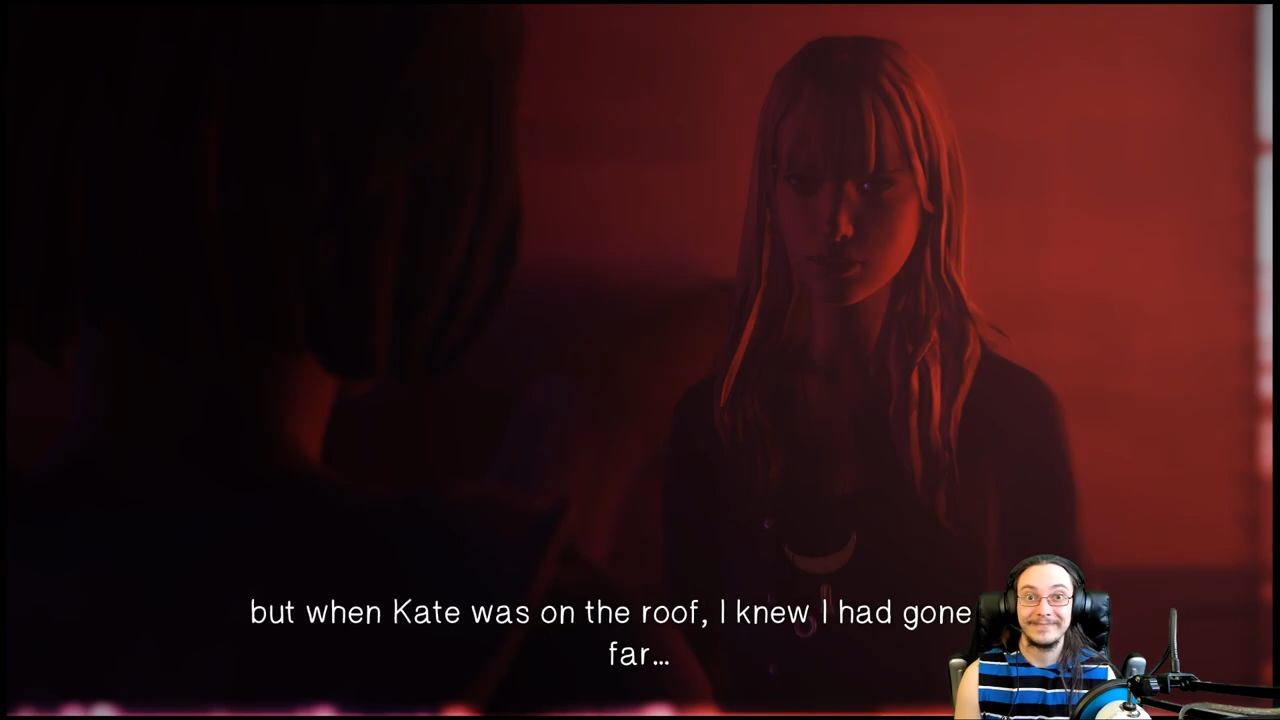 but when Kate was on the roof, I knew I had gone
far...